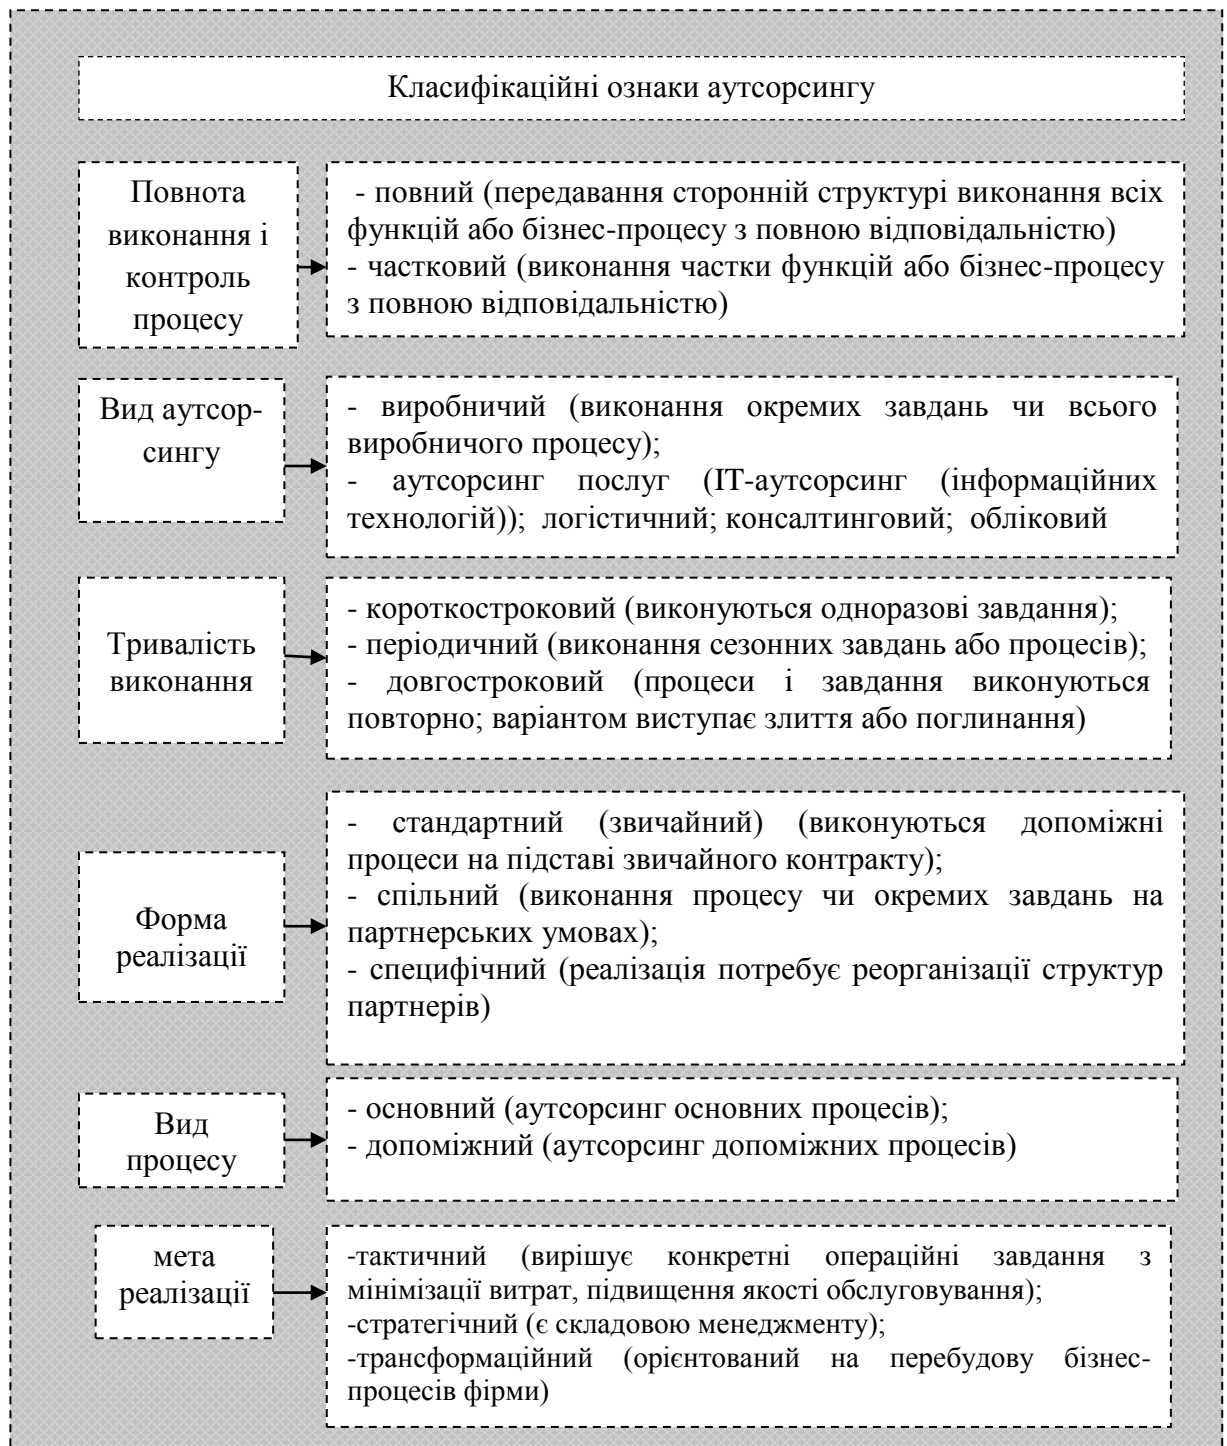 Класифікаційні ознаки аутсорсингу
Повнота
виконання і
контроль
процесу
- повний (передавання сторонній структурі виконання всіх
функцій або бізнес-процесу з повною відповідальністю)
- частковий (виконання частки функцій або бізнес-процесу
з повною відповідальністю)
Вид аутсор-
сингу
- виробничий (виконання окремих завдань чи всього
виробничого процесу);
- аутсорсинг послуг (ІТ-аутсорсинг (інформаційних
технологій)); логістичний; консалтинговий; обліковий
Тривалість
виконання
- короткостроковий (виконуються одноразові завдання);
- періодичний (виконання сезонних завдань або процесів);
- довгостроковий (процеси і завдання виконуються
повторно; варіантом виступає злиття або поглинання)
Форма
реалізації
- стандартний (звичайний) (виконуються допоміжні
процеси на підставі звичайного контракту);
- спільний (виконання процесу чи окремих завдань на
партнерських умовах);
- специфічний (реалізація потребує реорганізації структур
партнерів)
Вид
процесу
- основний (аутсорсинг основних процесів);
- допоміжний (аутсорсинг допоміжних процесів)
мета
реалізації
-тактичний (вирішує конкретні операційні завдання з
мінімізації витрат, підвищення якості обслуговування);
-стратегічний (є складовою менеджменту);
-трансформаційний (орієнтований на перебудову бізнес-
процесів фірми)